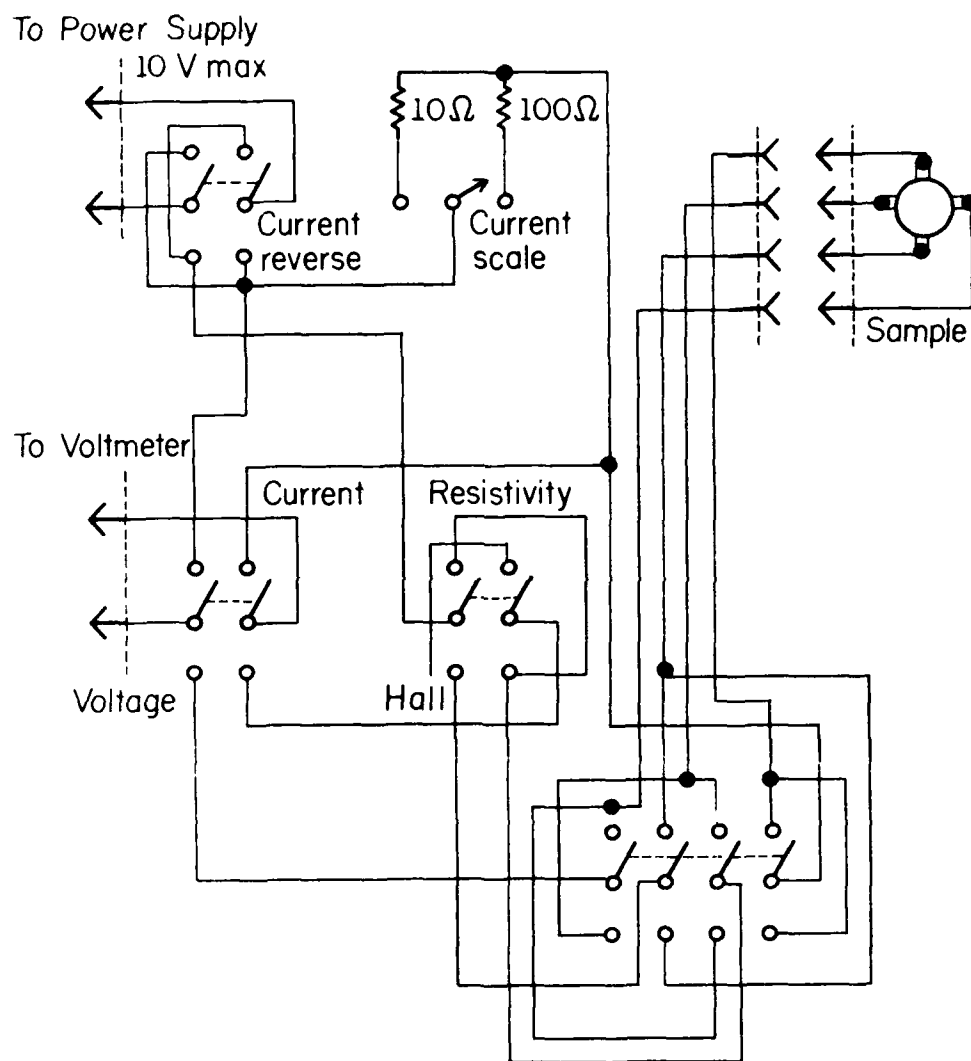 To Power Supply
10 V max
10Ω
100Ω
Current
reverse
Current
scale
Sample
To Voltmeter
Current
Resistivity
Voltage
Hall